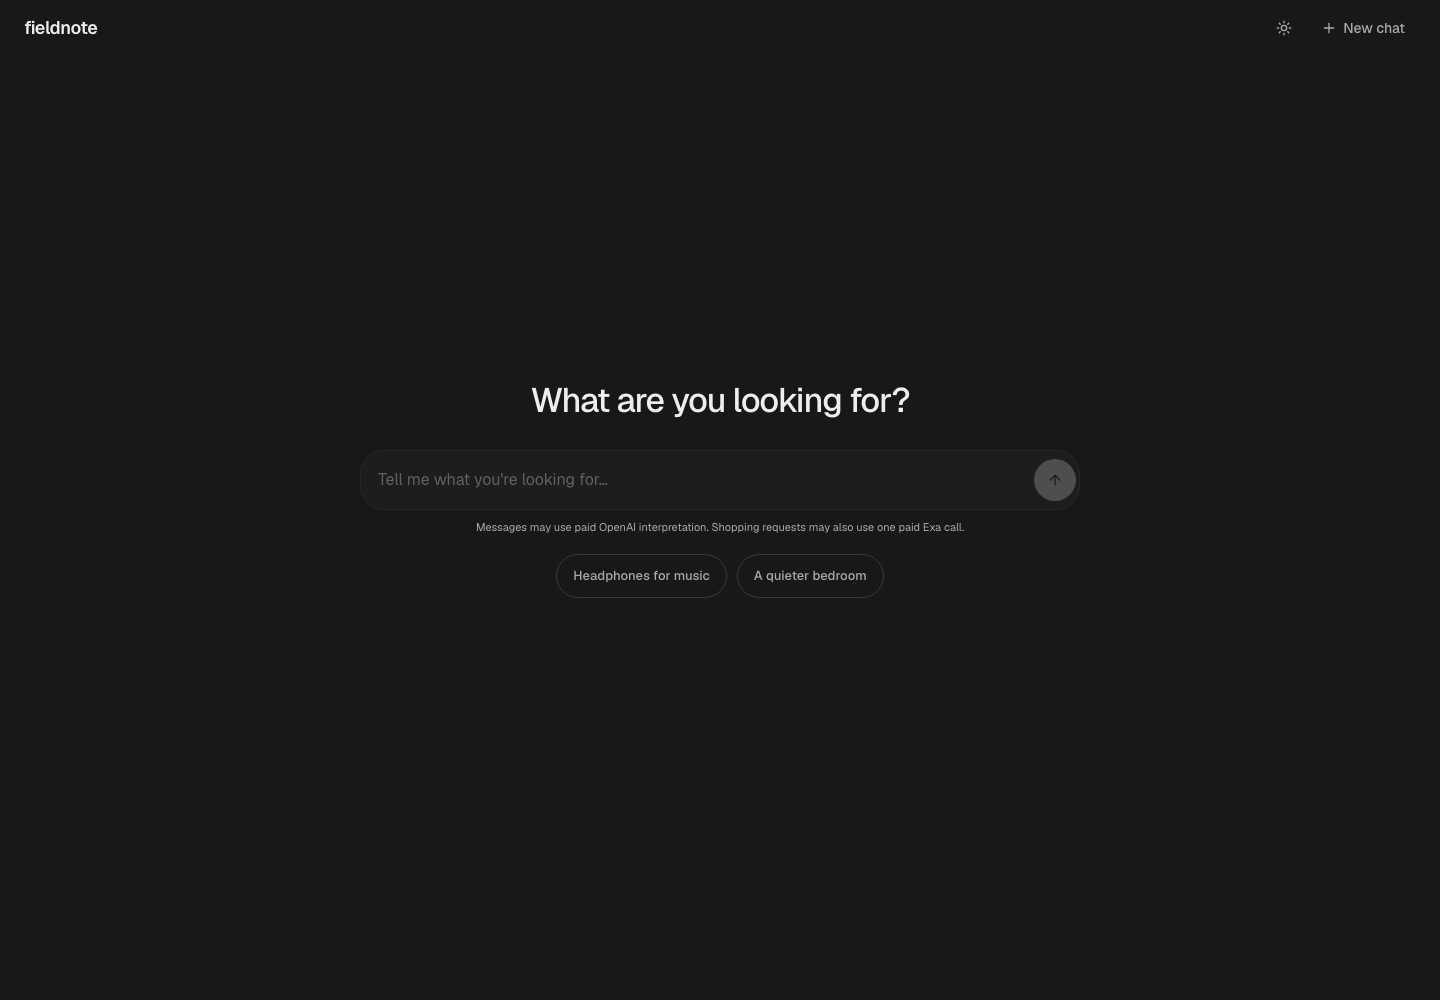 fieldnote
New chat
What are you looking for?
Tell me what you're looking for...
Messages may use paid OpenAI interpretation. Shopping requests may also use one paid Exa call.
Headphones for music
A quieter bedroom